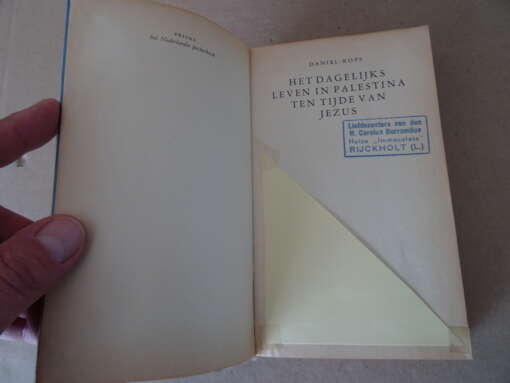 PRISMA
het Nederlandse pocketboek
DANIEL-ROPS
HET DAGELIJKS
LEVEN IN PALESTINA
TEN TIJDE VAN
JEZUS
Liefdezusters van den
H. Carolus Borromëus
Huize „Immaculata"
RIJCKHOLT (L.)